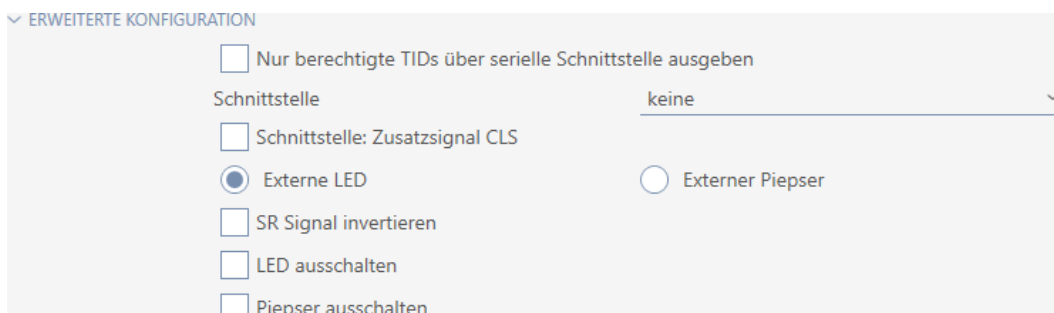 ERWEITERTE KONFIGURATION
Nur berechtigte TIDs über serielle Schnittstelle ausgeben
Schnittstelle keine
Schnittstelle: Zusatzsignal CLS
Externe LED Externer Piepser
SR Signal invertieren
LED ausschalten
Piepser ausschalten